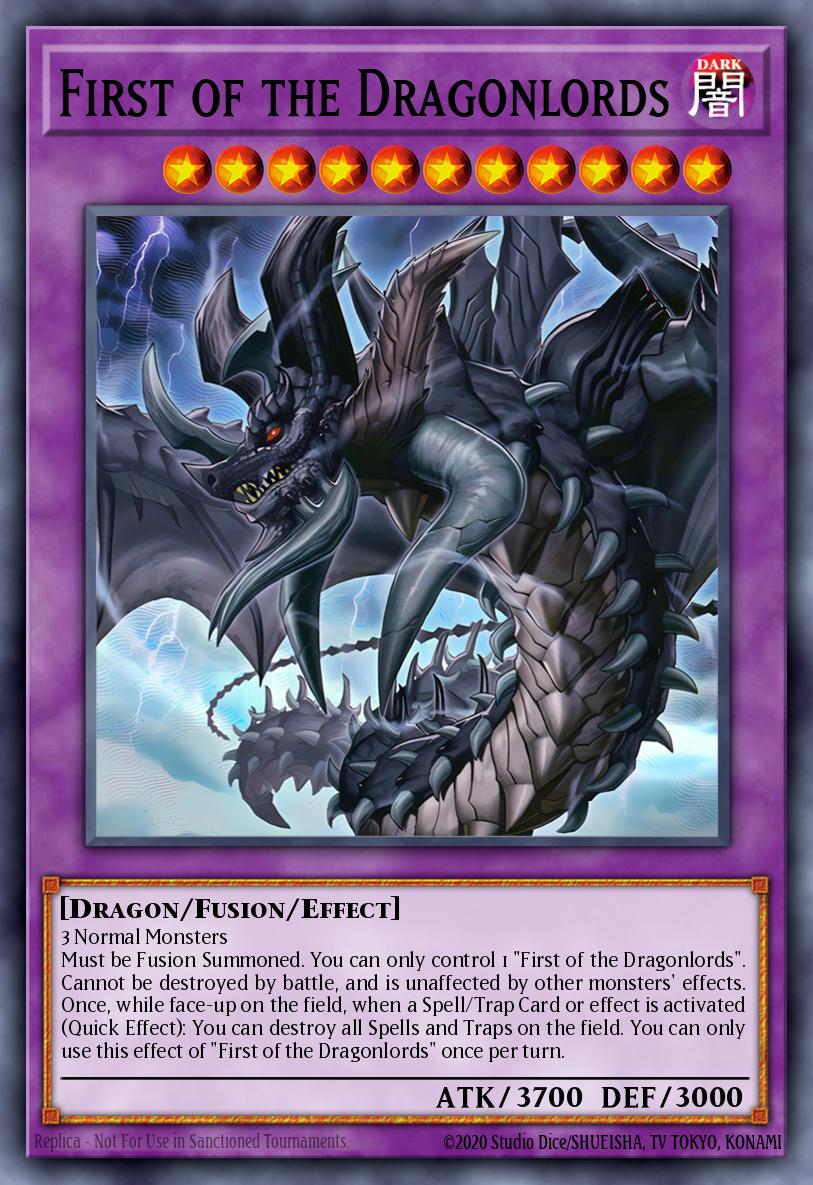 First of the Dragonlords
DARK
闇
[Dragon/Fusion/Effect]
3 Normal Monsters
Must be Fusion Summoned. You can only control 1 "First of the Dragonlords".
Cannot be destroyed by battle, and is unaffected by other monsters' effects.
Once, while face-up on the field, when a Spell/Trap Card or effect is activated
(Quick Effect): You can destroy all Spells and Traps on the field. You can only
use this effect of "First of the Dragonlords" once per turn.
ATK/3700 DEF/3000
Replica - Not For Use in Sanctioned Tournaments.
©2020 Studio Dice/SHUEISHA, TV TOKYO, KONAMI